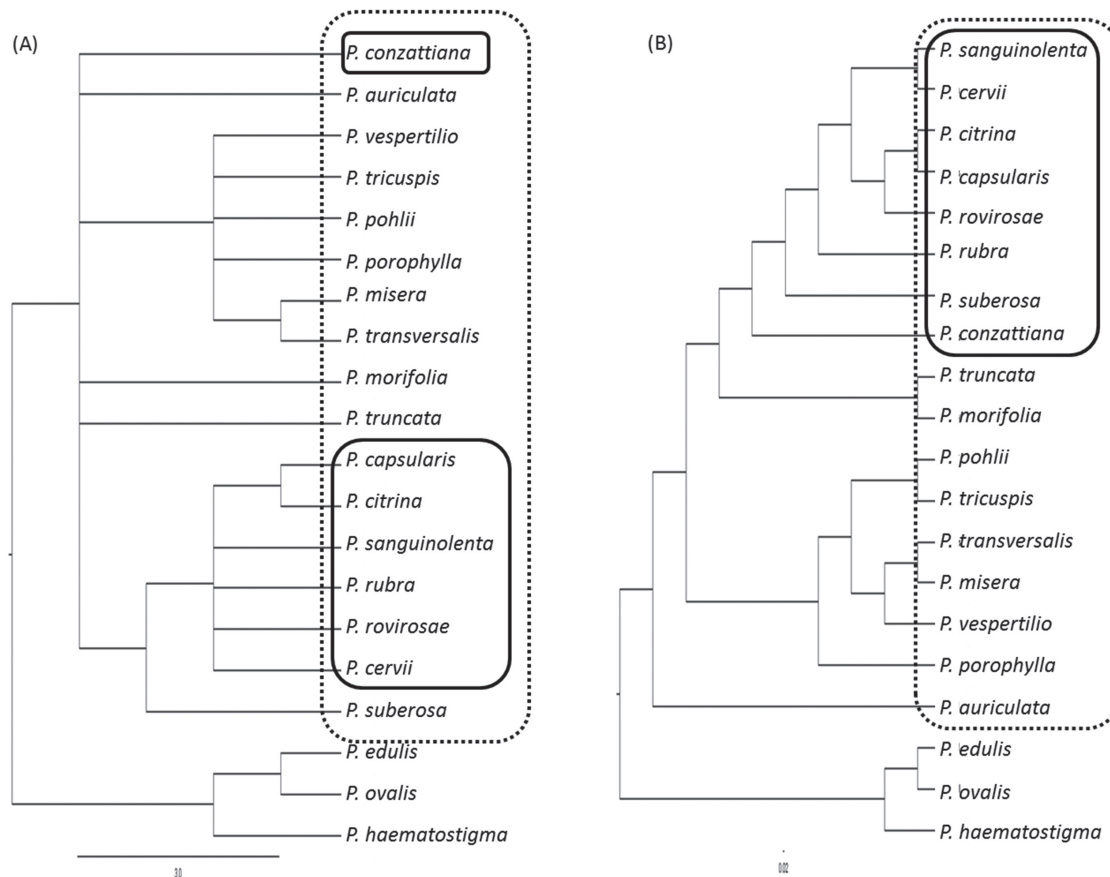 (A)
P. conzattiana
P. auriculata
P. vespertilio
P. tricuspis
P. pohlii
P. porophylla
P. misera
P. transversalis
P. morifolia
P. truncata
P. capsularis
P. citrina
P. sanguinolenta
P. rubra
P. rovirosae
P. cervii
P. suberosa
P. edulis
P. ovalis
P. haematostigma
3.0
(B)
P. sanguinolenta
P. cervii
P. citrina
P. capsularis
P. rovirosae
P. rubra
P. suberosa
P. conzattiana
P. truncata
P. morifolia
P. pohlii
P. tricuspis
P. transversalis
P. misera
P. vespertilio
P. porophylla
P. auriculata
P. edulis
P. ovalis
P. haematostigma
0.02